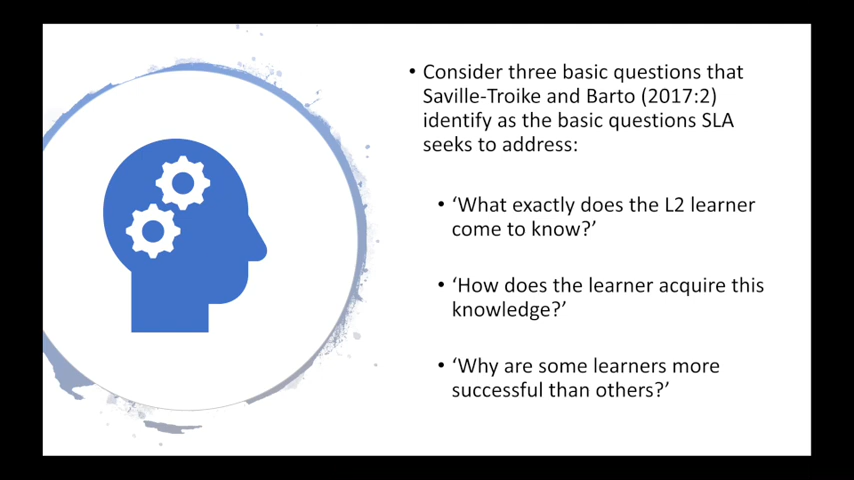 • Consider three basic questions that
Saville-Troike and Barto (2017:2)
identify as the basic questions SLA
seeks to address:
• ‘What exactly does the L2 learner
come to know?’
• ‘How does the learner acquire this
knowledge?’
• ‘Why are some learners more
successful than others?’